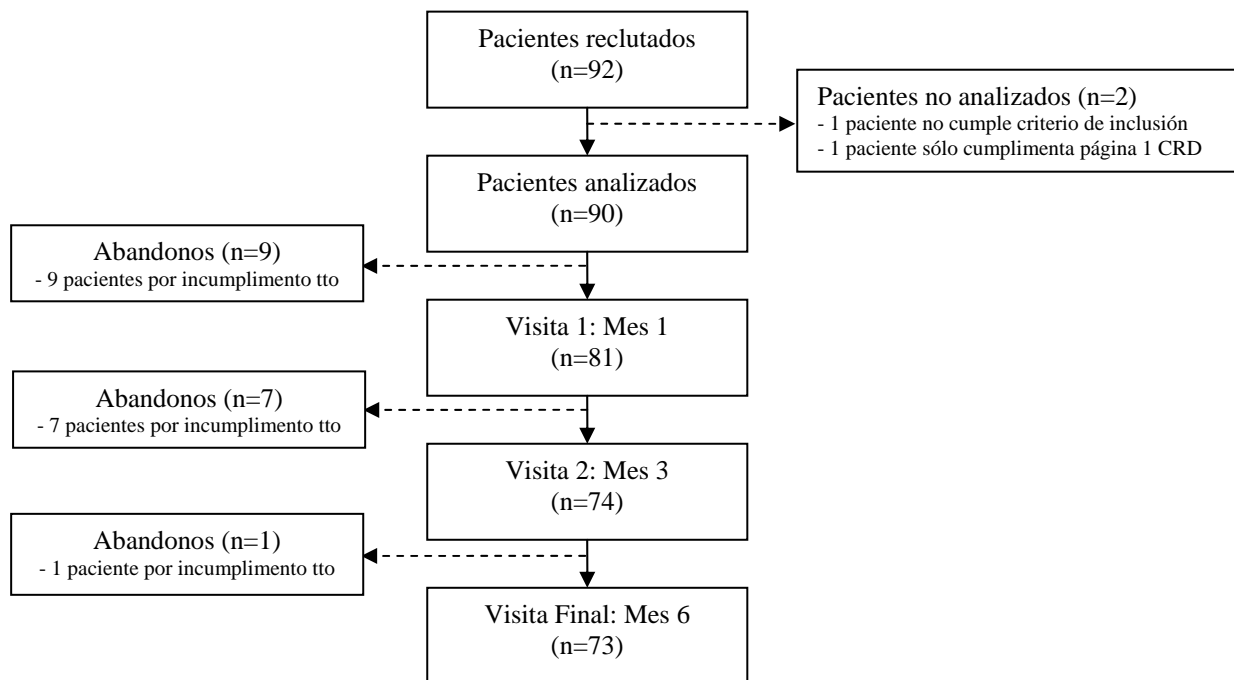 Pacientes reclutados
(n=92)
Pacientes no analizados (n=2)
- 1 paciente no cumple criterio de inclusión
- 1 paciente sólo cumplimenta página 1 CRD
Pacientes analizados
(n=90)
Abandonos (n=9)
- 9 pacientes por incumplimento tto
Visita 1: Mes 1
(n=81)
Abandonos (n=7)
- 7 pacientes por incumplimento tto
Visita 2: Mes 3
(n=74)
Abandonos (n=1)
- 1 paciente por incumplimento tto
Visita Final: Mes 6
(n=73)